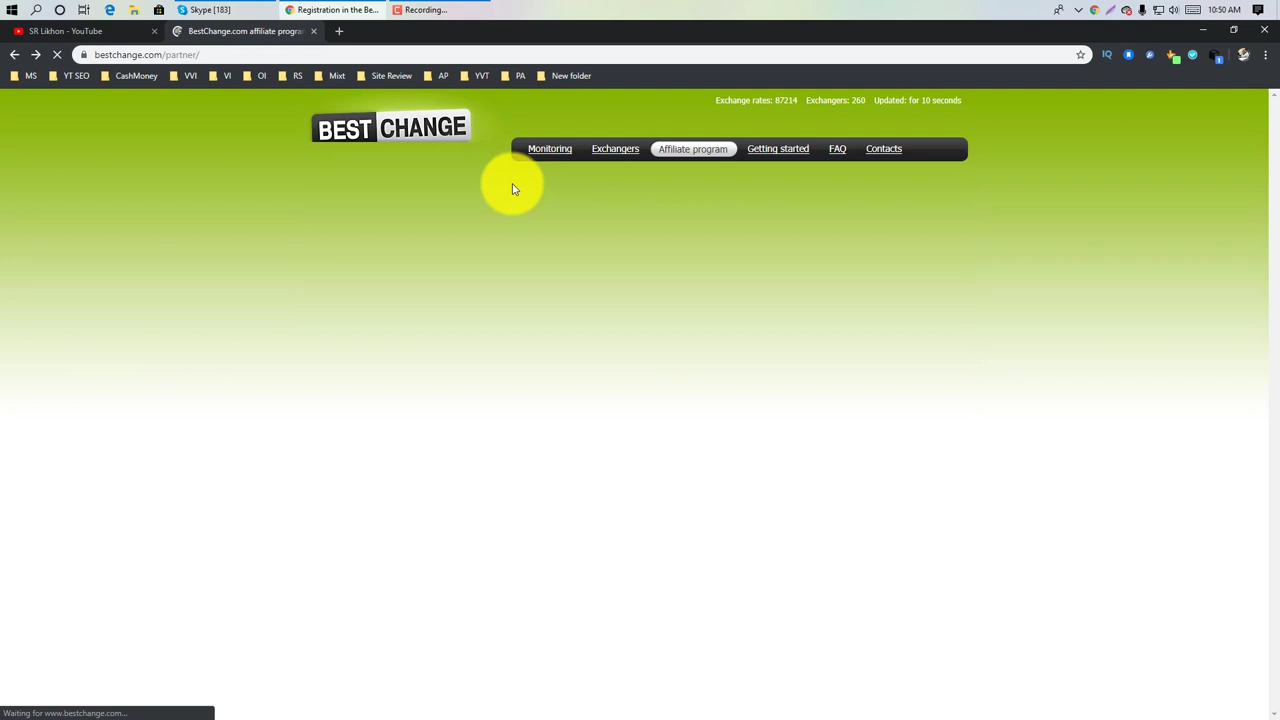 Skype [183]
Registration in the Be...
Recording...
10:50 AM
SR Likhon - YouTube
BestChange.com affiliate progra
bestchange.com/partner/
MS
YT SEO
CashMoney
VVI
VI
OI
RS
Mixt
Site Review
AP
YVT
PA
New folder
Exchange rates: 87214 Exchangers: 260 Updated: for 10 seconds
BEST CHANGE
Monitoring
Exchangers
Affiliate program
Getting started
FAQ
Contacts
Waiting for www.bestchange.com...